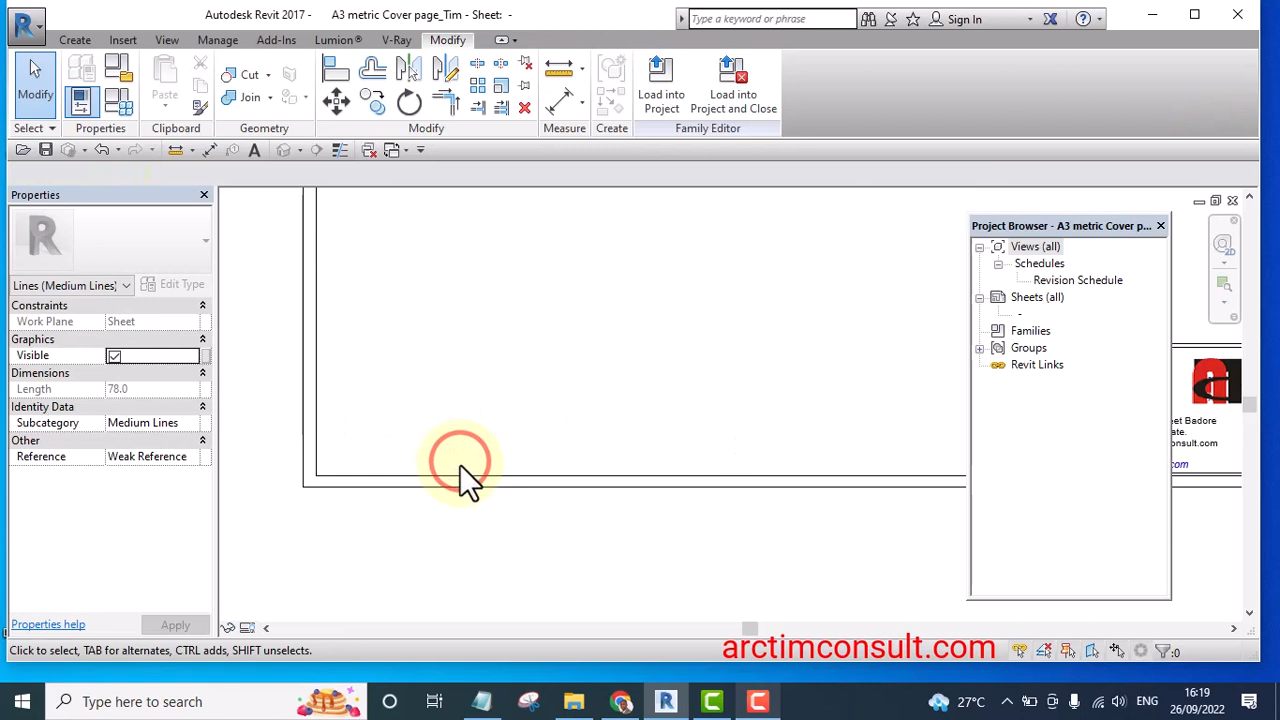 Autodesk Revit 2017 - A3 metric Cover page_Tim - Sheet: -
Type a keyword or phrase
Sign In
Create Insert View Manage Add-Ins Lumion® V-Ray Modify
Modify
Paste
Cut
Join
Load into Project
Load into Project and Close
Select Properties Clipboard Geometry Modify Measure Create Family Editor
Properties
Lines (Medium Lines)
Edit Type
Constraints
Work Plane Sheet
Graphics
Visible
Dimensions
Length 78.0
Identity Data
Subcategory Medium Lines
Other
Reference Weak Reference
Properties help
Apply
Project Browser - A3 metric Cover p...
Views (all)
Schedules
Revision Schedule
Sheets (all)
-
Families
Groups
Revit Links
2D
eet Badore
ate.
onsult.com
.com
Click to select, TAB for alternates, CTRL adds, SHIFT unselects.
:0
arctimconsult.com
Type here to search
27°C
ENG
16:19
26/09/2022